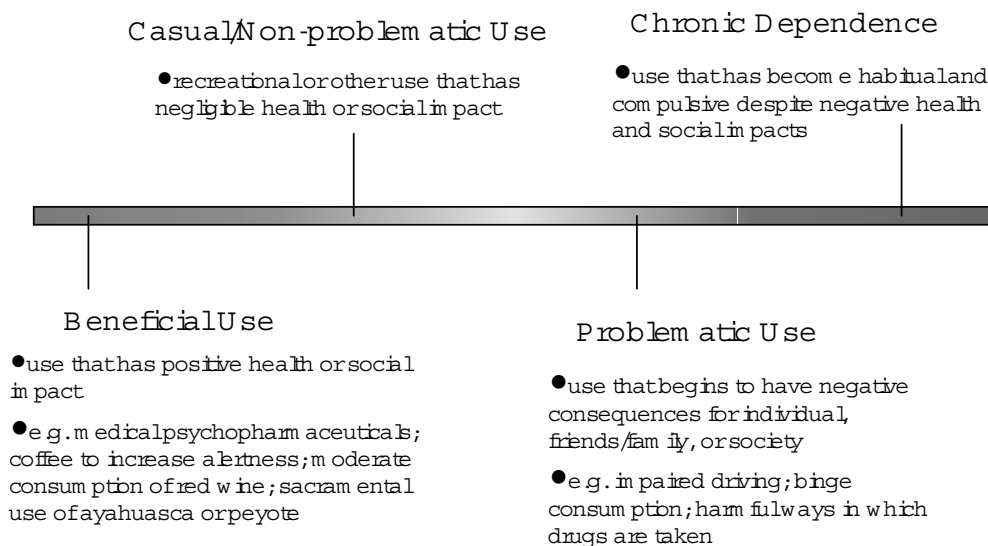 Casual/Non-problematic Use
●recreational or other use that has
negligible health or social impact
Chronic Dependence
●use that has become habitual and
compulsive despite negative health
and social impacts
Beneficial Use
●use that has positive health or social
impact
●e.g. medical psychopharmaceuticals;
coffee to increase alertness; moderate
consumption of red wine; sacramental
use of ayahuasca or peyote
Problematic Use
●use that begins to have negative
consequences for individual,
friends/family, or society
●e.g. impaired driving; binge
consumption; harmful ways in which
drugs are taken